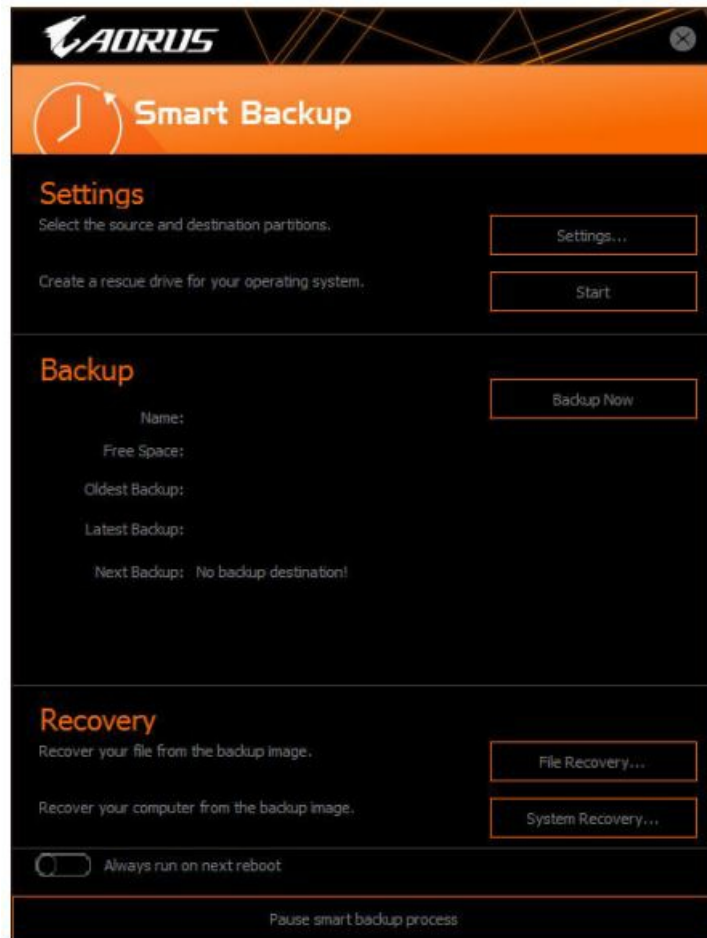 AORUS
Smart Backup
Settings
Select the source and destination partitions.
Settings...
Create a rescue drive for your operating system.
Start
Backup
Backup Now
Name:
Free Space:
Oldest Backup:
Latest Backup:
Next Backup: No backup destination!
Recovery
Recover your file from the backup image.
File Recovery...
Recover your computer from the backup image.
System Recovery...
Always run on next reboot
Pause smart backup process